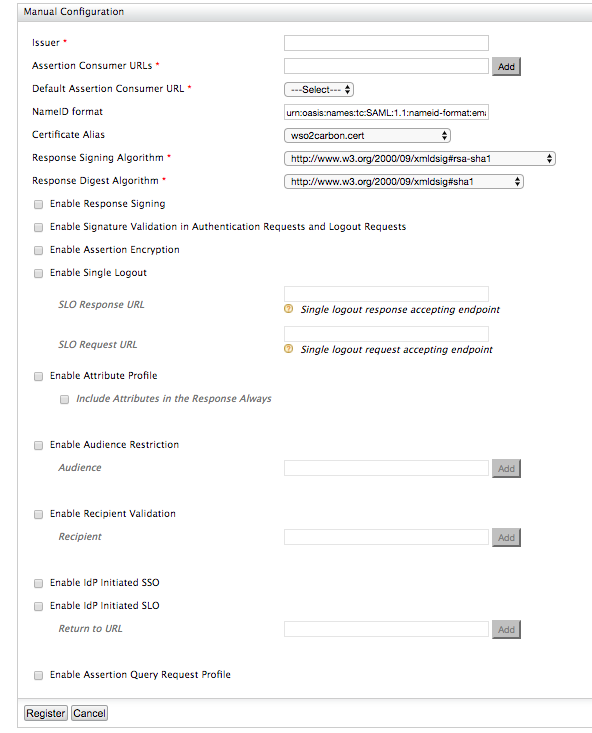 Manual Configuration
Issuer *
Assertion Consumer URLs * Add
Default Assertion Consumer URL * ---Select---
NameID format urn:oasis:names:tc:SAML:1.1:nameid-format:ema
Certificate Alias wso2carbon.cert
Response Signing Algorithm * http://www.w3.org/2000/09/xmldsig#rsa-sha1
Response Digest Algorithm * http://www.w3.org/2000/09/xmldsig#sha1
Enable Response Signing
Enable Signature Validation in Authentication Requests and Logout Requests
Enable Assertion Encryption
Enable Single Logout
SLO Response URL
? Single logout response accepting endpoint
SLO Request URL
? Single logout request accepting endpoint
Enable Attribute Profile
Include Attributes in the Response Always
Enable Audience Restriction
Audience Add
Enable Recipient Validation
Recipient Add
Enable IdP Initiated SSO
Enable IdP Initiated SLO
Return to URL Add
Enable Assertion Query Request Profile
Register Cancel